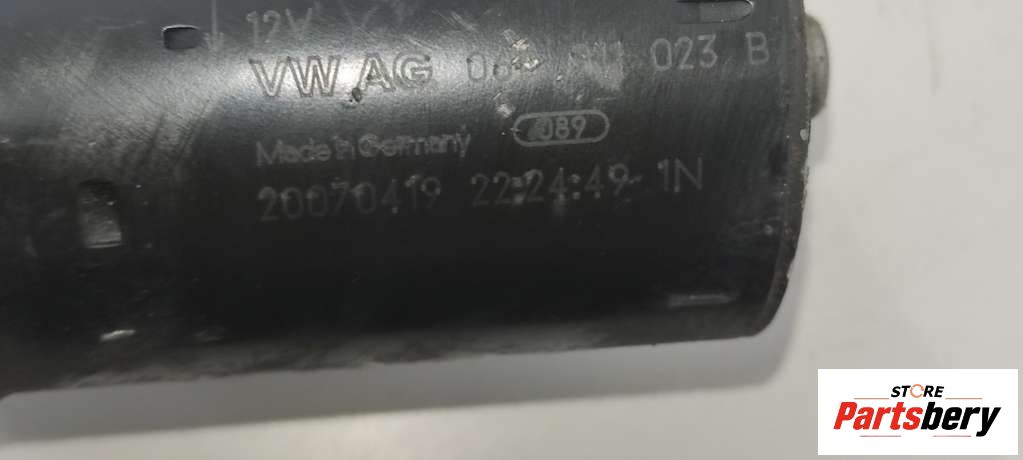 12V
VW AG 023 B
089
Made in Germany
20070419 22:24:49 1N
STORE
Partsbery